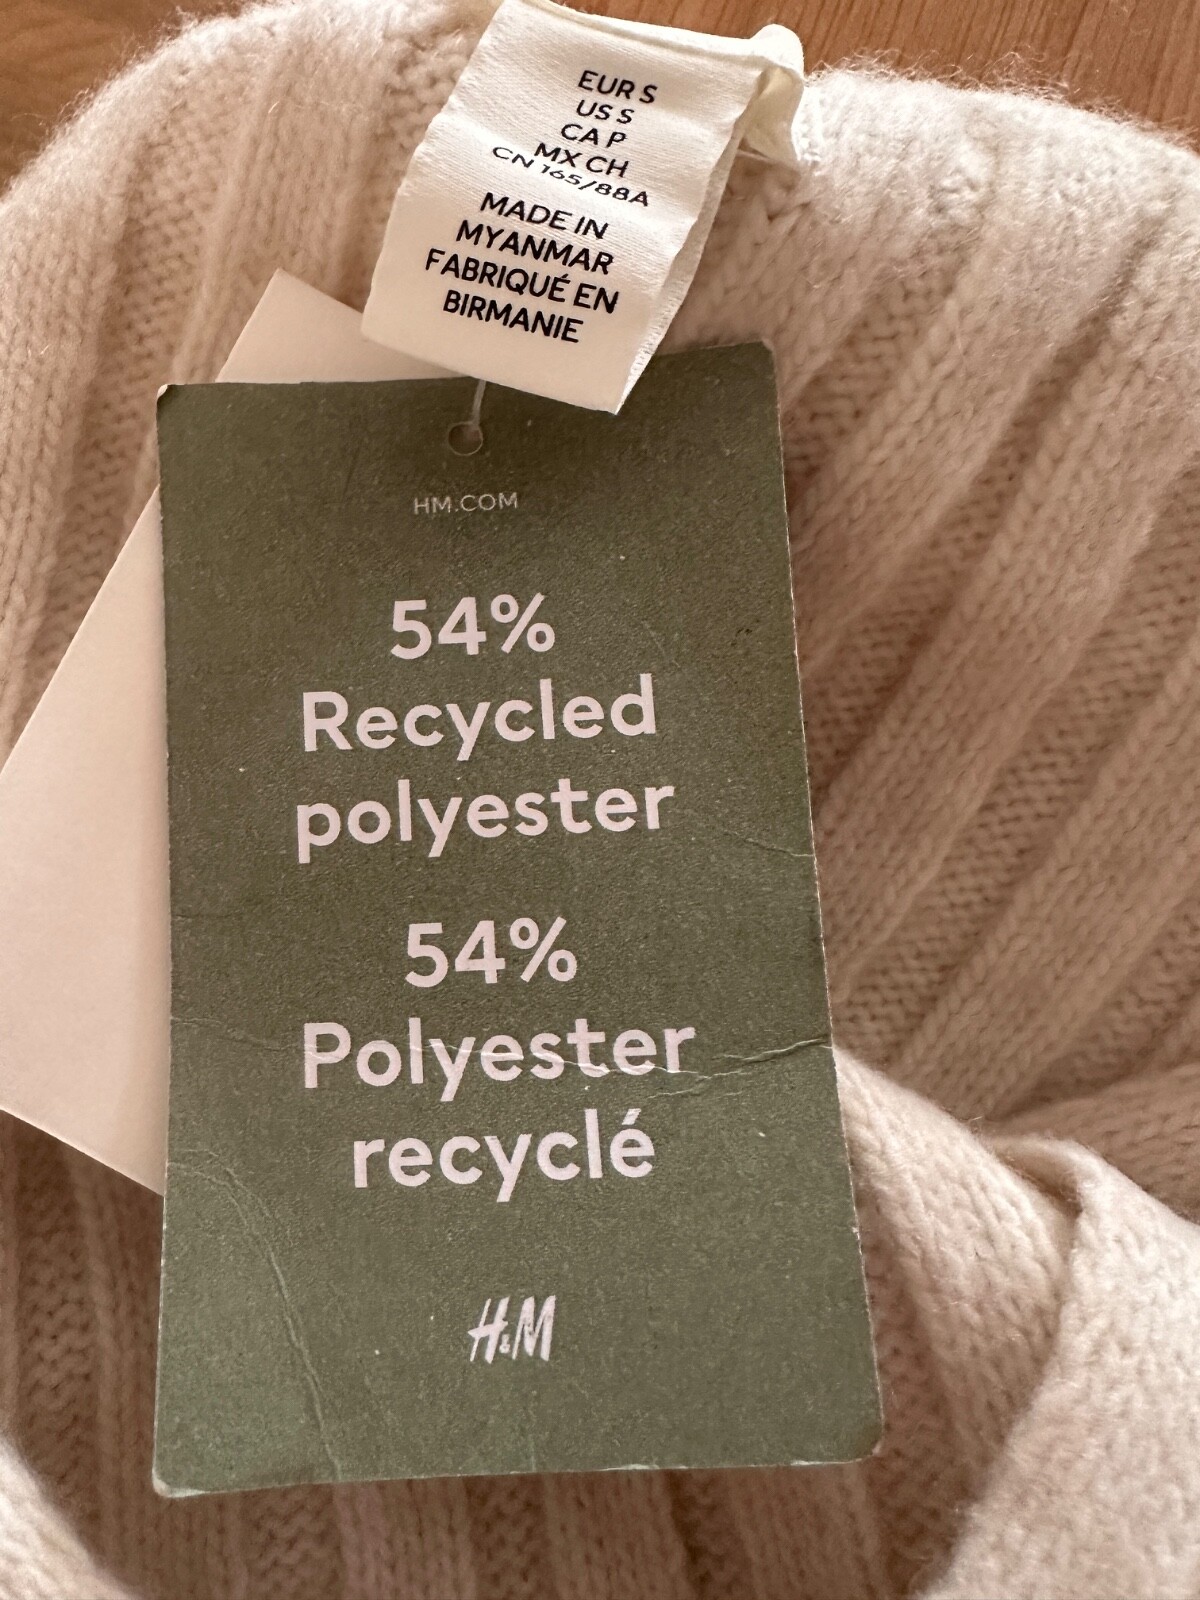 EUR S
US S
CA P
MX CH
CN 165/88A
MADE IN
MYANMAR
FABRIQUÉ EN
BIRMANIE
HM.COM
54%
Recycled
polyester
54%
Polyester
recyclé
H&M